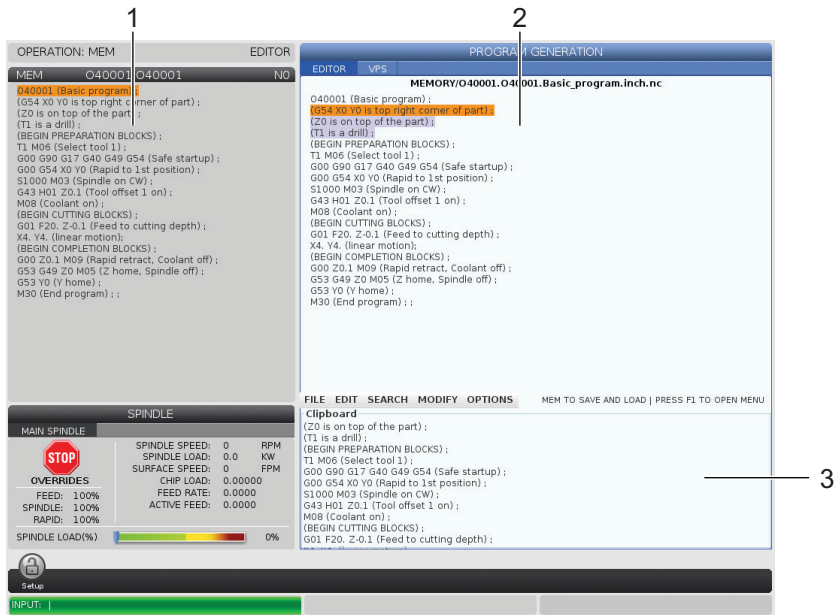 1
2
OPERATION: MEM EDITOR
MEM O40001 O40001 N0
O40001 (Basic program) ;
(G54 X0 Y0 is top right corner of part) ;
(Z0 is on top of the part) ;
(T1 is a drill) ;
(BEGIN PREPARATION BLOCKS) ;
T1 M06 (Select tool 1) ;
G00 G90 G17 G40 G49 G54 (Safe startup) ;
G00 G54 X0 Y0 (Rapid to 1st position) ;
S1000 M03 (Spindle on CW) ;
G43 H01 Z0.1 (Tool offset 1 on) ;
M08 (Coolant on) ;
(BEGIN CUTTING BLOCKS) ;
G01 F20. Z-0.1 (Feed to cutting depth) ;
X4. Y4. (linear motion) ;
(BEGIN COMPLETION BLOCKS) ;
G00 Z0.1 M09 (Rapid retract, Coolant off) ;
G53 G49 Z0 M05 (Z home, Spindle off) ;
G53 Y0 (Y home) ;
M30 (End program) ; ;
PROGRAM GENERATION
EDITOR VPS
MEMORY/O40001.O40001.Basic_program.inch.nc
O40001 (Basic program) ;
(G54 X0 Y0 is top right corner of part) ;
(Z0 is on top of the part) ;
(T1 is a drill) ;
(BEGIN PREPARATION BLOCKS) ;
T1 M06 (Select tool 1) ;
G00 G90 G17 G40 G49 G54 (Safe startup) ;
G00 G54 X0 Y0 (Rapid to 1st position) ;
S1000 M03 (Spindle on CW) ;
G43 H01 Z0.1 (Tool offset 1 on) ;
M08 (Coolant on) ;
(BEGIN CUTTING BLOCKS) ;
G01 F20. Z-0.1 (Feed to cutting depth) ;
X4. Y4. (linear motion);
(BEGIN COMPLETION BLOCKS) ;
G00 Z0.1 M09 (Rapid retract, Coolant off) ;
G53 G49 Z0 M05 (Z home, Spindle off) ;
G53 Y0 (Y home) ;
M30 (End program) ; ;
FILE EDIT SEARCH MODIFY OPTIONS MEM TO SAVE AND LOAD | PRESS F1 TO OPEN MENU
Clipboard
(Z0 is on top of the part) ;
(T1 is a drill) ;
(BEGIN PREPARATION BLOCKS) ;
T1 M06 (Select tool 1) ;
G00 G90 G17 G40 G49 G54 (Safe startup) ;
G00 G54 X0 Y0 (Rapid to 1st position) ;
S1000 M03 (Spindle on CW) ;
G43 H01 Z0.1 (Tool offset 1 on) ;
M08 (Coolant on) ;
(BEGIN CUTTING BLOCKS) ;
G01 F20. Z-0.1 (Feed to cutting depth) ;
3
SPINDLE
MAIN SPINDLE
STOP
OVERRIDES
FEED: 100%
SPINDLE: 100%
RAPID: 100%
SPINDLE SPEED: 0 RPM
SPINDLE LOAD: 0.0 KW
SURFACE SPEED: 0 FPM
CHIP LOAD: 0.00000
FEED RATE: 0.0000
ACTIVE FEED: 0.0000
SPINDLE LOAD(%) 0%
Setup
INPUT: |